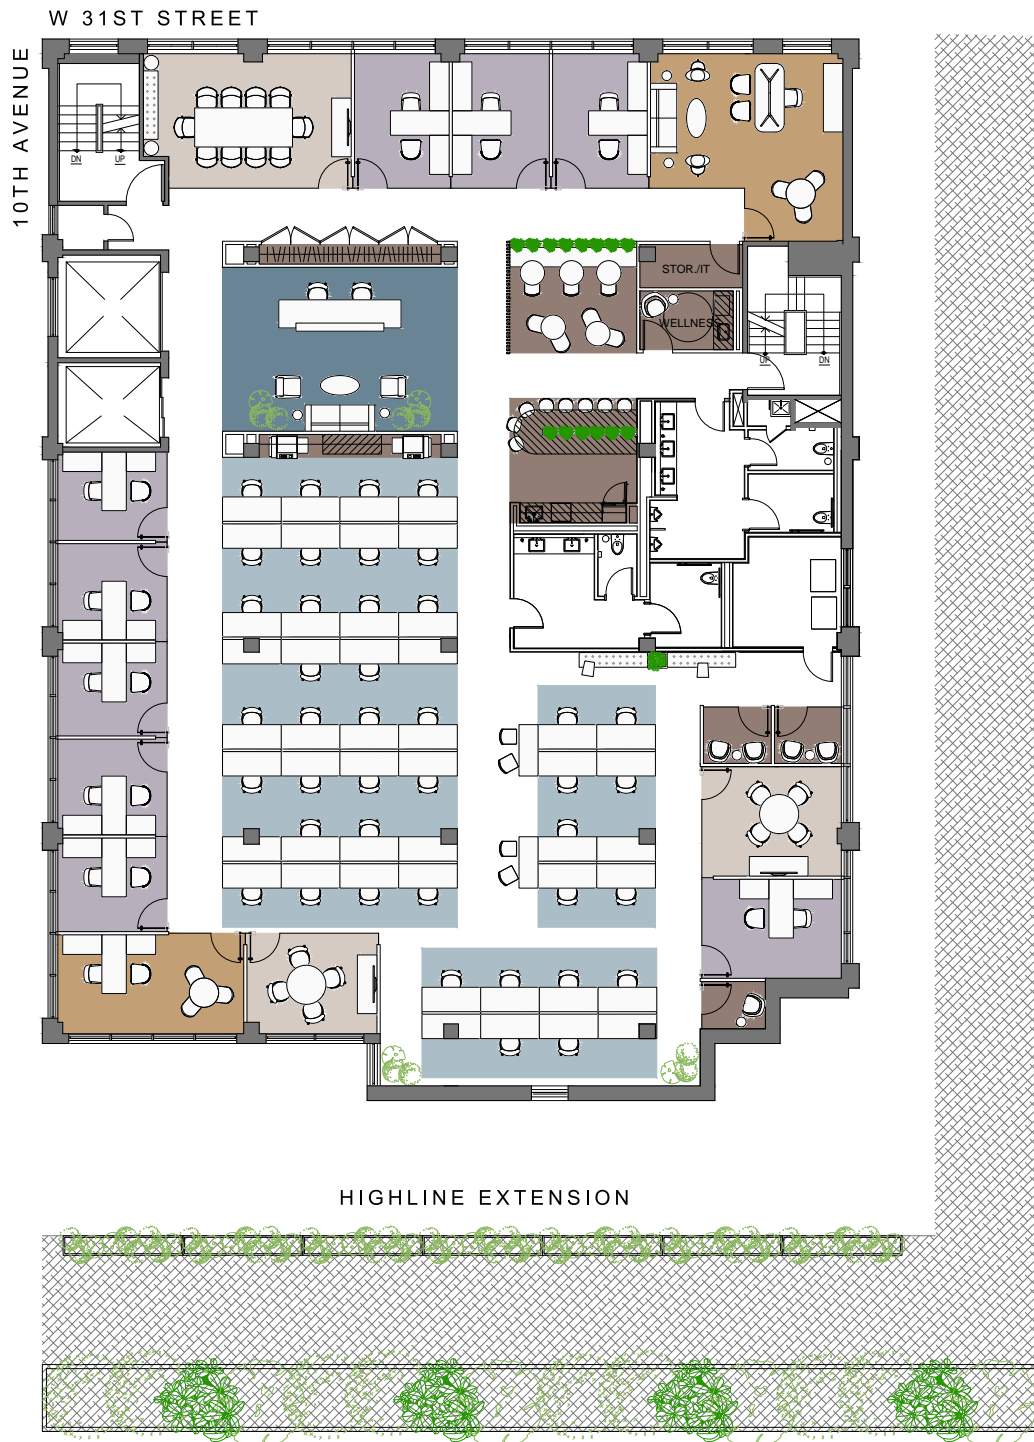 W 31ST STREET
10TH AVENUE
DN
UP
STOR./IT
WELLNESS
UP
DN
HIGHLINE EXTENSION